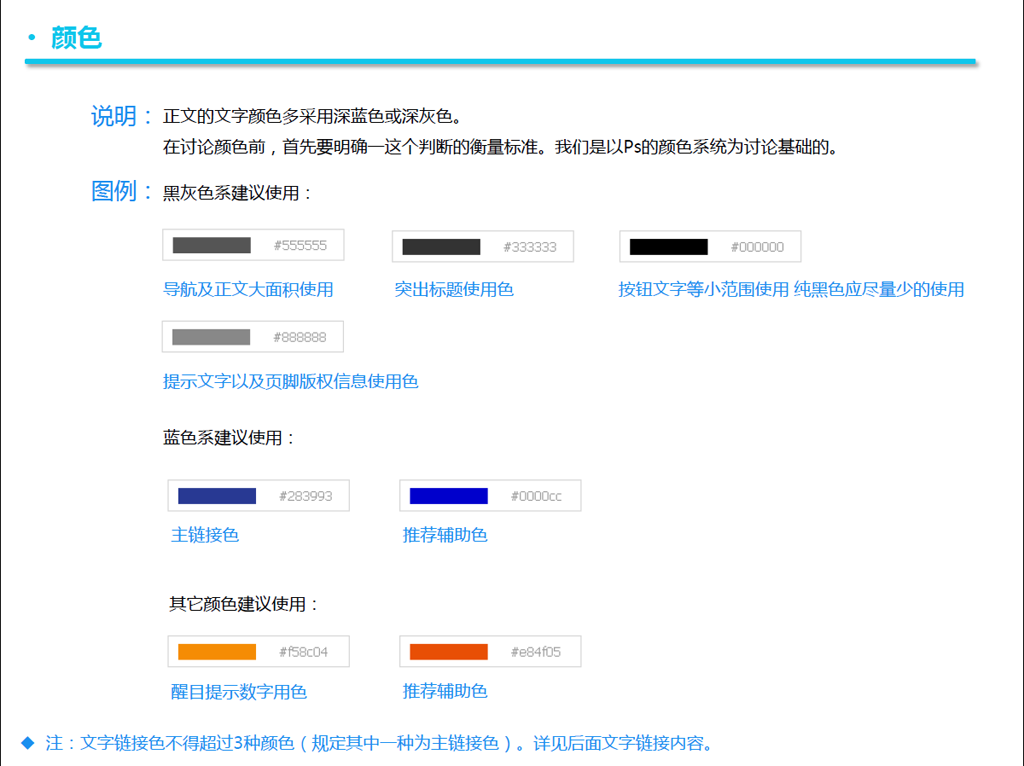 • 颜色
说明：正文的文字颜色多采用深蓝色或深灰色。
在讨论颜色前，首先要明确一这个判断的衡量标准。我们是以Ps的颜色系统为讨论基础的。
图例：黑灰色系建议使用：
#555555 #333333 #000000
导航及正文大面积使用 突出标题使用色 按钮文字等小范围使用 纯黑色应尽量少的使用
#888888
提示文字以及页脚版权信息使用色
蓝色系建议使用：
#283993 #0000cc
主链接色 推荐辅助色
其它颜色建议使用：
#f58c04 #e84f05
醒目提示数字用色 推荐辅助色
◆ 注：文字链接色不得超过3种颜色（规定其中一种为主链接色）。详见后面文字链接内容。